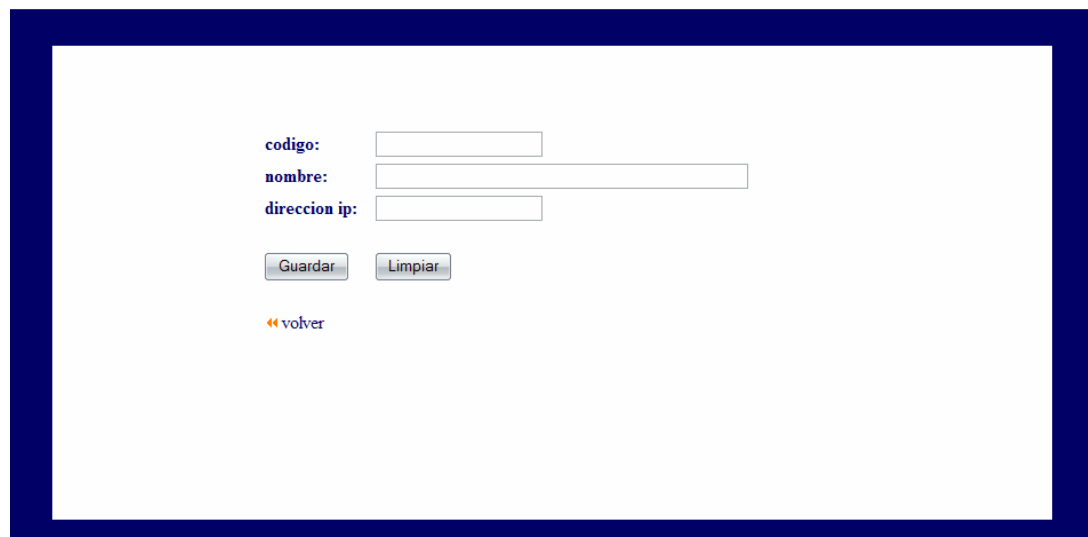 codigo:
nombre:
direccion ip:
Guardar Limpiar
volver